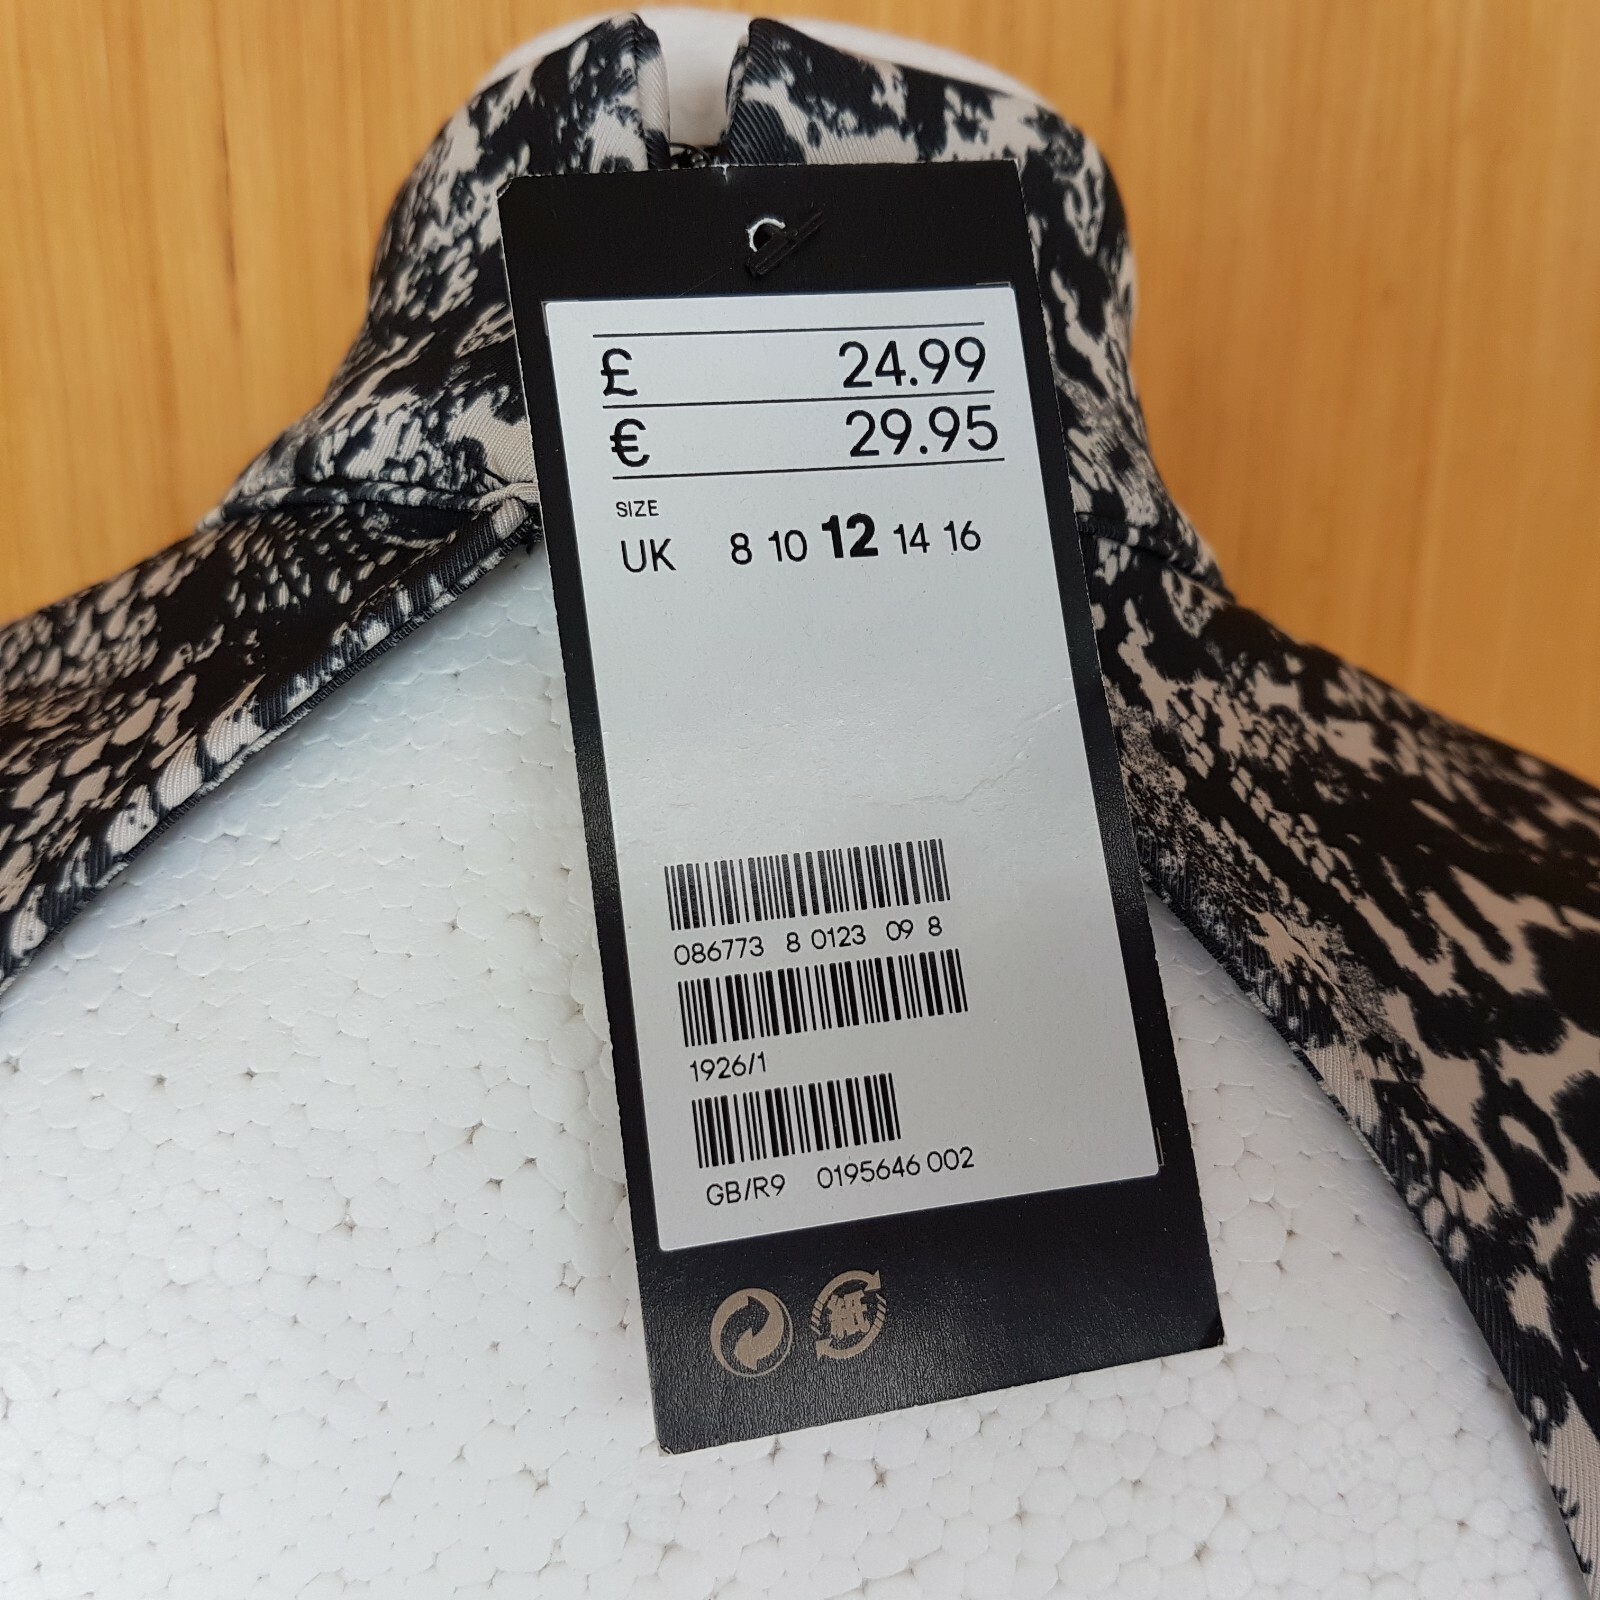 £ 24.99
€ 29.95
SIZE
UK 8 10 12 14 16
086773 8 0123 09 8
1926/1
GB/R9 0195646 002
紙